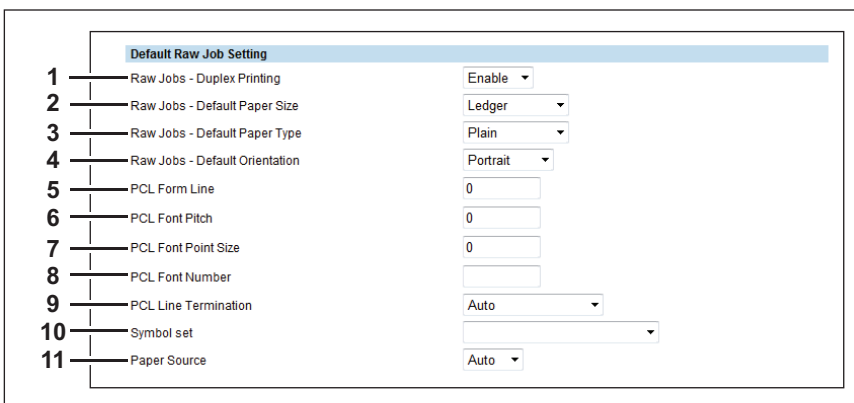 Default Raw Job Setting
1 Raw Jobs - Duplex Printing Enable
2 Raw Jobs - Default Paper Size Ledger
3 Raw Jobs - Default Paper Type Plain
4 Raw Jobs - Default Orientation Portrait
5 PCL Form Line 0
6 PCL Font Pitch 0
7 PCL Font Point Size 0
8 PCL Font Number
9 PCL Line Termination Auto
10 Symbol set
11 Paper Source Auto